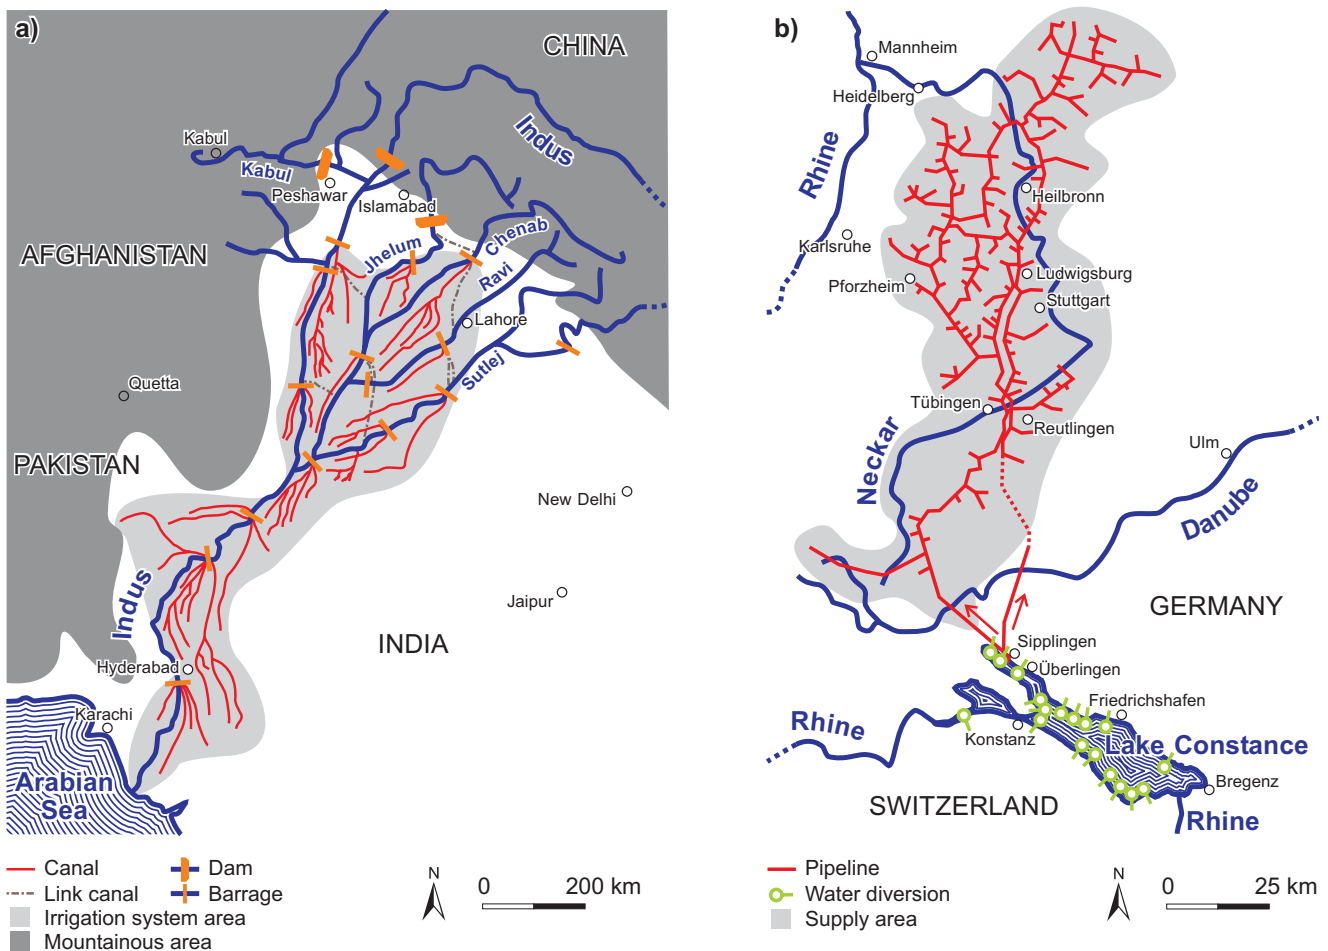 a)
CHINA
Kabul
Kabul
Peshawar
Islamabad
Indus
AFGHANISTAN
Jhelum
Chenab
Ravi
Lahore
Sutlej
Quetta
PAKISTAN
New Delhi
Jaipur
Indus
INDIA
Hyderabad
Karachi
Arabian
Sea
Canal
Link canal
Irrigation system area
Mountainous area
Dam
Barrage
N
0 200 km
b)
Mannheim
Heidelberg
Rhine
Heilbronn
Karlsruhe
Pforzheim
Ludwigsburg
Stuttgart
Tübingen
Reutlingen
Neckar
Ulm
Danube
GERMANY
Sipplingen
Überlingen
Friedrichshafen
Rhine
Konstanz
Lake Constance
SWITZERLAND
Bregenz
Rhine
Pipeline
Water diversion
Supply area
N
0 25 km